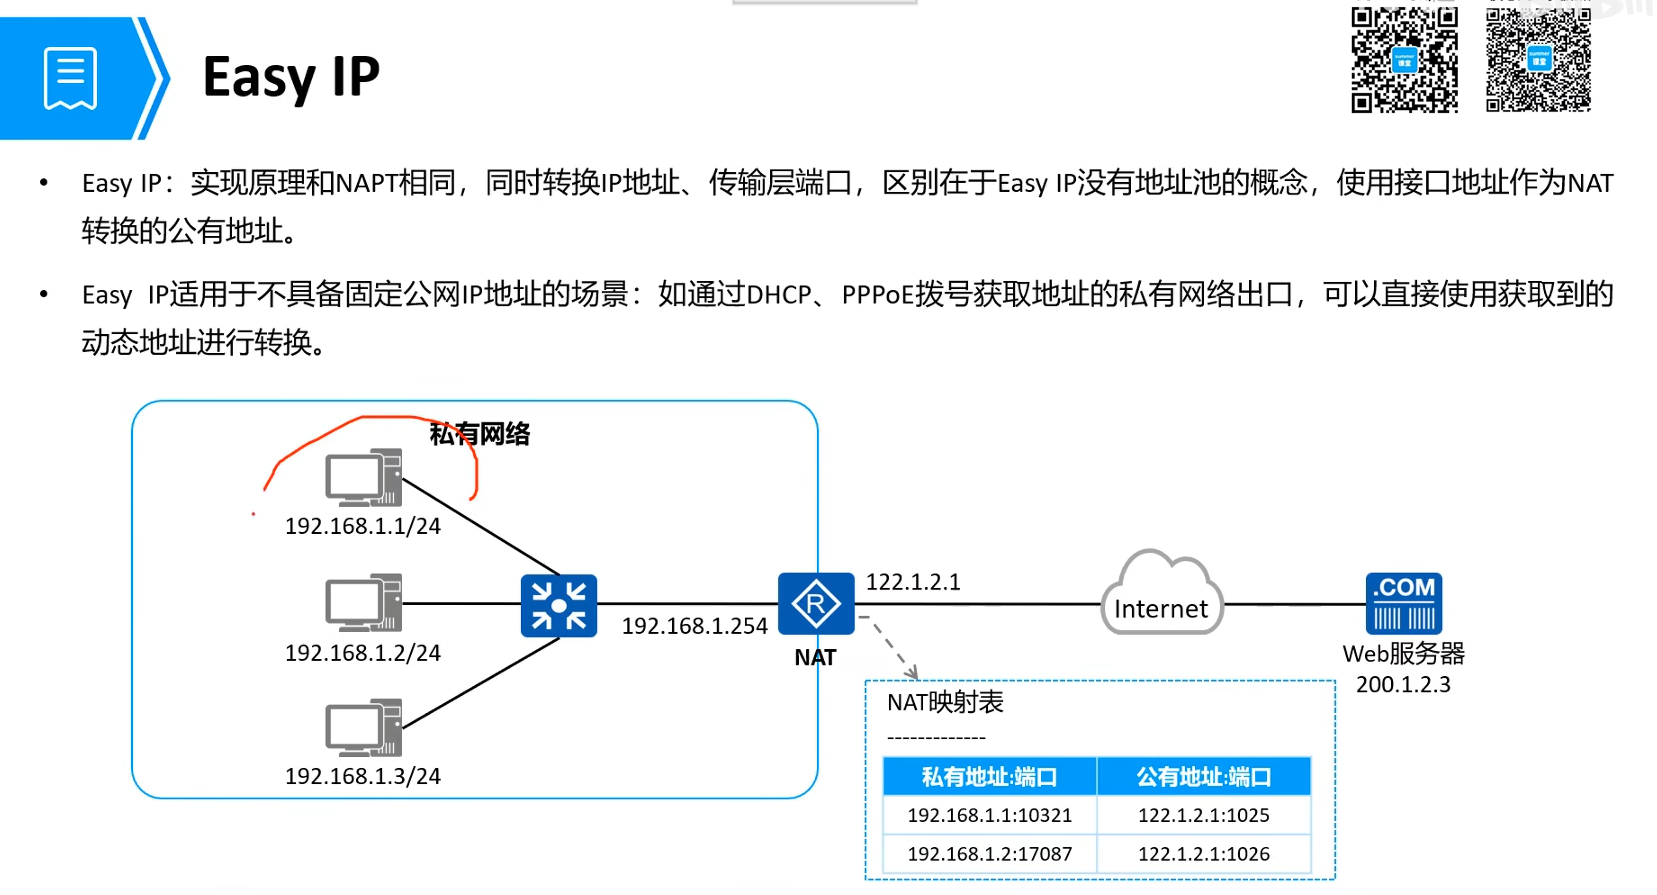 Easy IP
• Easy IP：实现原理和NAPT相同，同时转换IP地址、传输层端口，区别在于Easy IP没有地址池的概念，使用接口地址作为NAT
转换的公有地址。
• Easy IP适用于不具备固定公网IP地址的场景：如通过DHCP、PPPoE拨号获取地址的私有网络出口，可以直接使用获取到的
动态地址进行转换。
私有网络
192.168.1.1/24
192.168.1.2/24
192.168.1.3/24
192.168.1.254
R
NAT
122.1.2.1
Internet
.COM
Web服务器
200.1.2.3
NAT映射表
-------------
私有地址:端口 公有地址:端口
192.168.1.1:10321 122.1.2.1:1025
192.168.1.2:17087 122.1.2.1:1026
summer
课堂
summer
课堂